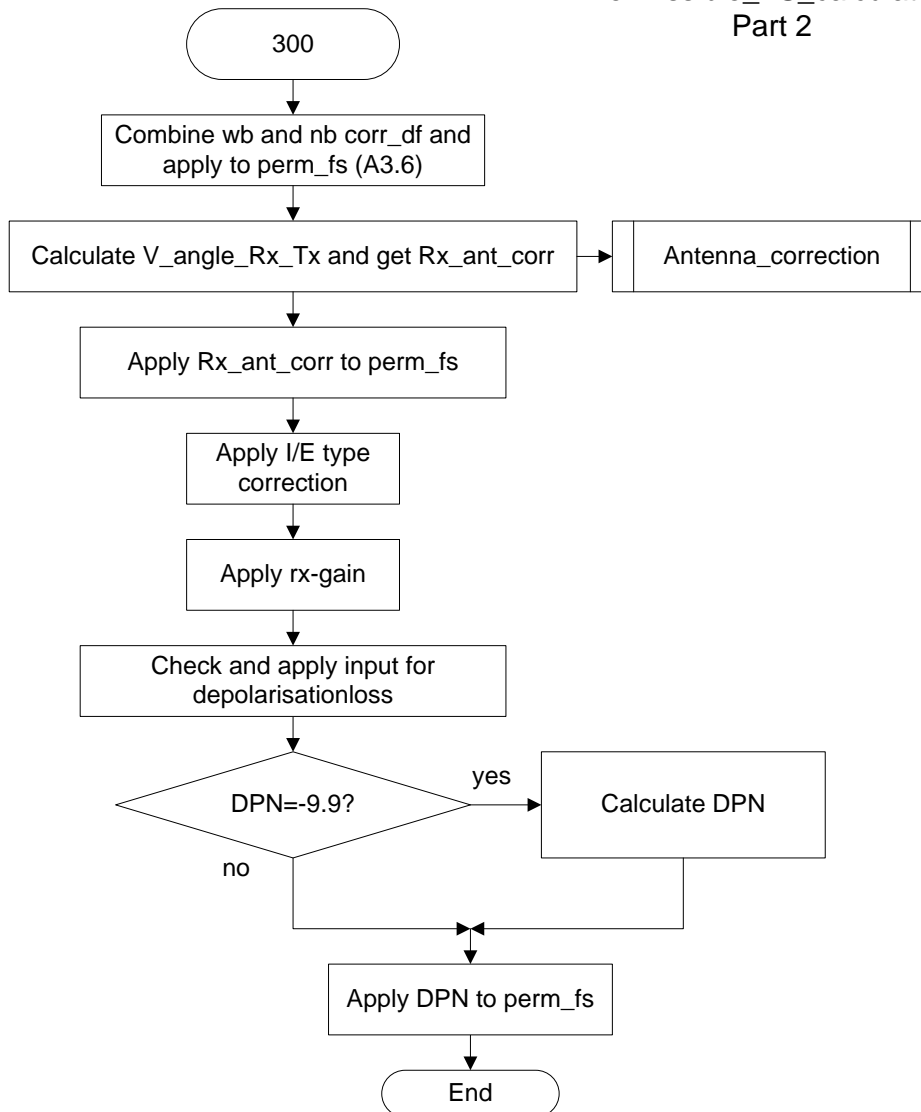 Part 2
300
Combine wb and nb corr_df and
apply to perm_fs (A3.6)
Calculate V_angle_Rx_Tx and get Rx_ant_corr
Antenna_correction
Apply Rx_ant_corr to perm_fs
Apply I/E type
correction
Apply rx-gain
Check and apply input for
depolarisationloss
DPN=-9.9?
yes
Calculate DPN
no
Apply DPN to perm_fs
End